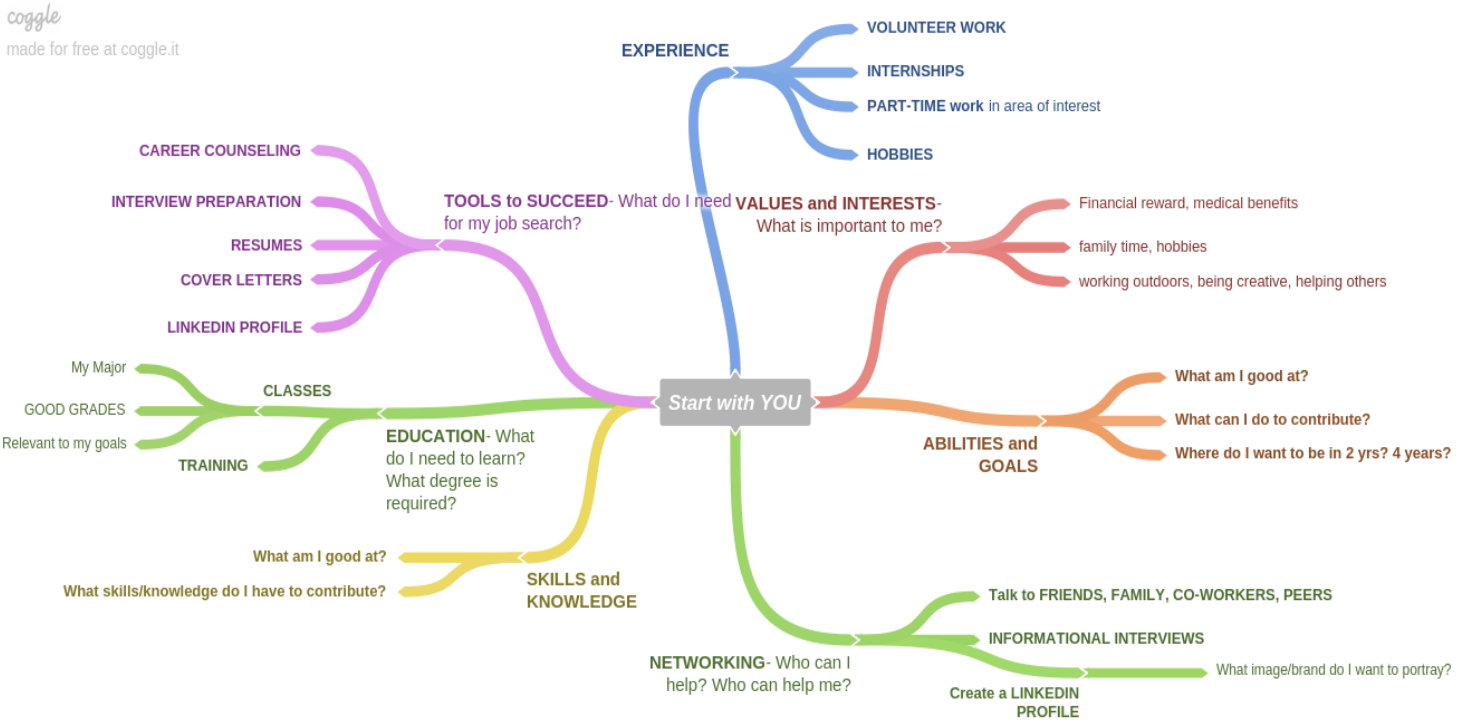 coggle
made for free at coggle.it
EXPERIENCE
VOLUNTEER WORK
INTERNSHIPS
PART-TIME work in area of interest
HOBBIES
CAREER COUNSELING
INTERVIEW PREPARATION
RESUMES
COVER LETTERS
LINKEDIN PROFILE
TOOLS to SUCCEED- What do I need
for my job search?
VALUES and INTERESTS-
What is important to me?
Financial reward, medical benefits
family time, hobbies
working outdoors, being creative, helping others
My Major
GOOD GRADES
Relevant to my goals
CLASSES
TRAINING
EDUCATION- What
do I need to learn?
What degree is
required?
Start with YOU
ABILITIES and
GOALS
What am I good at?
What can I do to contribute?
Where do I want to be in 2 yrs? 4 years?
What am I good at?
What skills/knowledge do I have to contribute?
SKILLS and
KNOWLEDGE
NETWORKING- Who can I
help? Who can help me?
Talk to FRIENDS, FAMILY, CO-WORKERS, PEERS
INFORMATIONAL INTERVIEWS
Create a LINKEDIN
PROFILE
What image/brand do I want to portray?